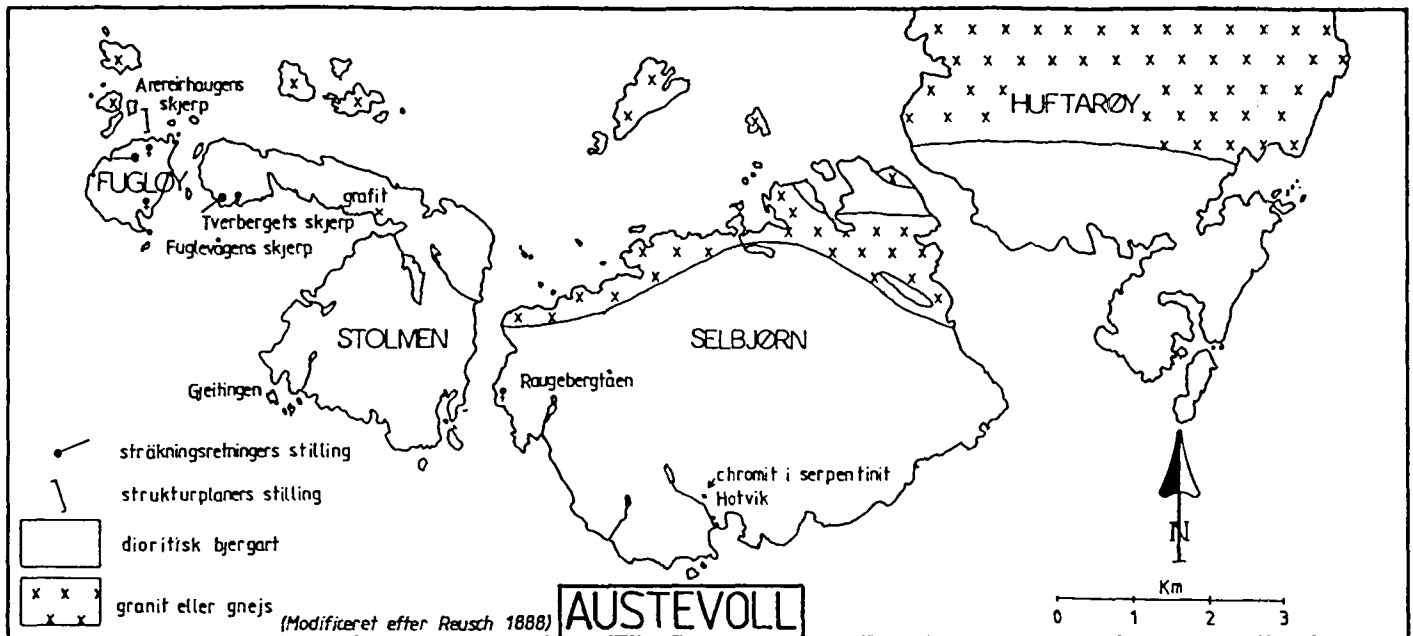 Arereirhaugens
skjerp
FUGLØY
grafit
Tverbergets skjerp
Fuglevågens skjerp
HUFTARØY
STOLMEN
SELBJØRN
Gjeitingen
Raugebergtåen
chromit i serpentinit
Hotvik
sträkningsretningers stilling
strukturplaners stilling
dioritisk bjergart
granit eller gnejs
(Modificeret efter Reusch 1888)
AUSTEVOLL
N
Km
0 1 2 3